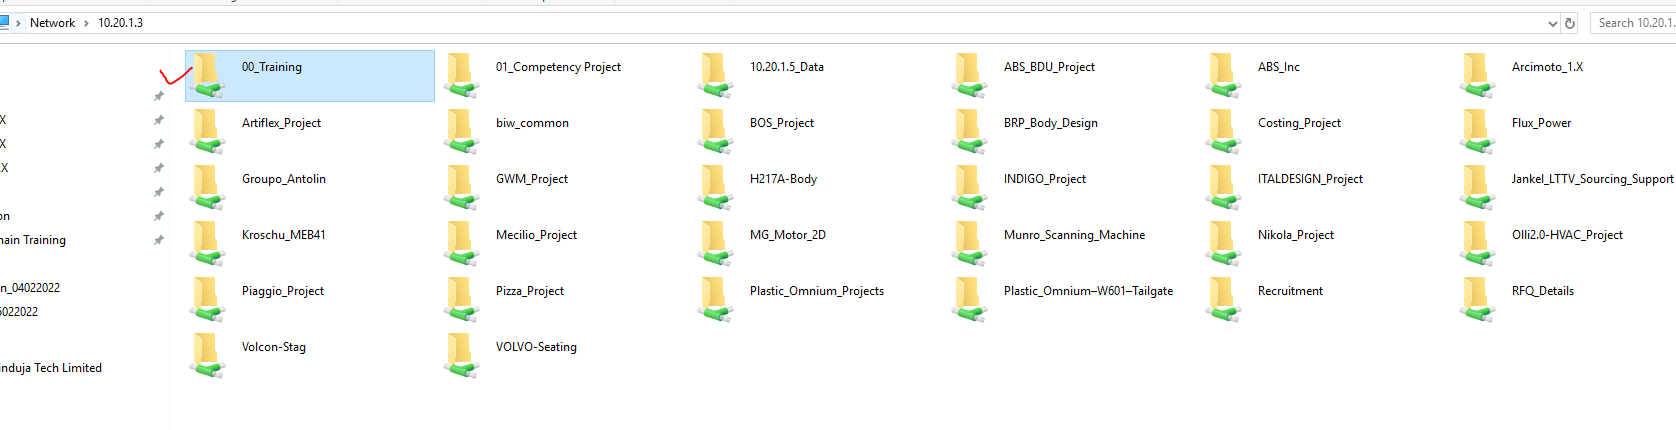 Network > 10.20.1.3
Search 10.20.1.
X
X
.X
on
nain Training
n_04022022
5022022
induja Tech Limited
00_Training 01_Competency Project 10.20.1.5_Data ABS_BDU_Project ABS_Inc Arcimoto_1.X
Artiflex_Project biw_common BOS_Project BRP_Body_Design Costing_Project Flux_Power
Groupo_Antolin GWM_Project H217A-Body INDIGO_Project ITALDESIGN_Project Jankel_LTTV_Sourcing_Support
Kroschu_MEB41 Mecilio_Project MG_Motor_2D Munro_Scanning_Machine Nikola_Project Olli2.0-HVAC_Project
Piaggio_Project Pizza_Project Plastic_Omnium_Projects Plastic_Omnium–W601–Tailgate Recruitment RFQ_Details
Volcon-Stag VOLVO-Seating